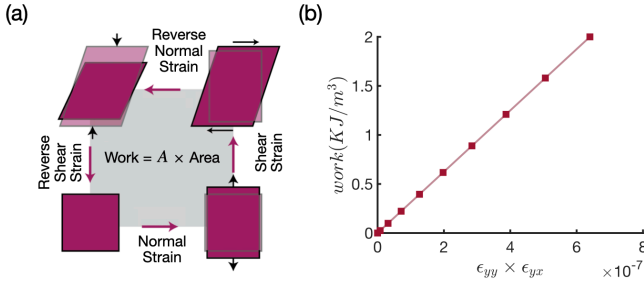 (a)
Reverse
Normal
Strain
Reverse
Shear
Strain
Work = A × Area
Shear
Strain
Normal
Strain
(b)
work(KJ/m³)
2
1.5
1
0.5
0
0
2
4
6
8
×10⁻⁷
ϵyy × ϵyx